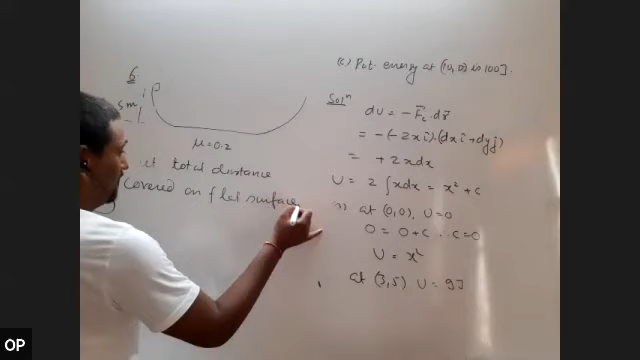 6
5m
μ = 0.2
total distance
Covered on flat surface
(c) Pot. energy at (10, 0) is 100J.
Solⁿ
dU = -F⃗c.dr⃗
= -(-2xî).(dxî+dyĵ)
= +2xdx
U = 2 ∫xdx = x² + c
at (0,0), U=0
0 = 0+c ∴ c=0
U = x²
at (3,5) U = 9J
OP